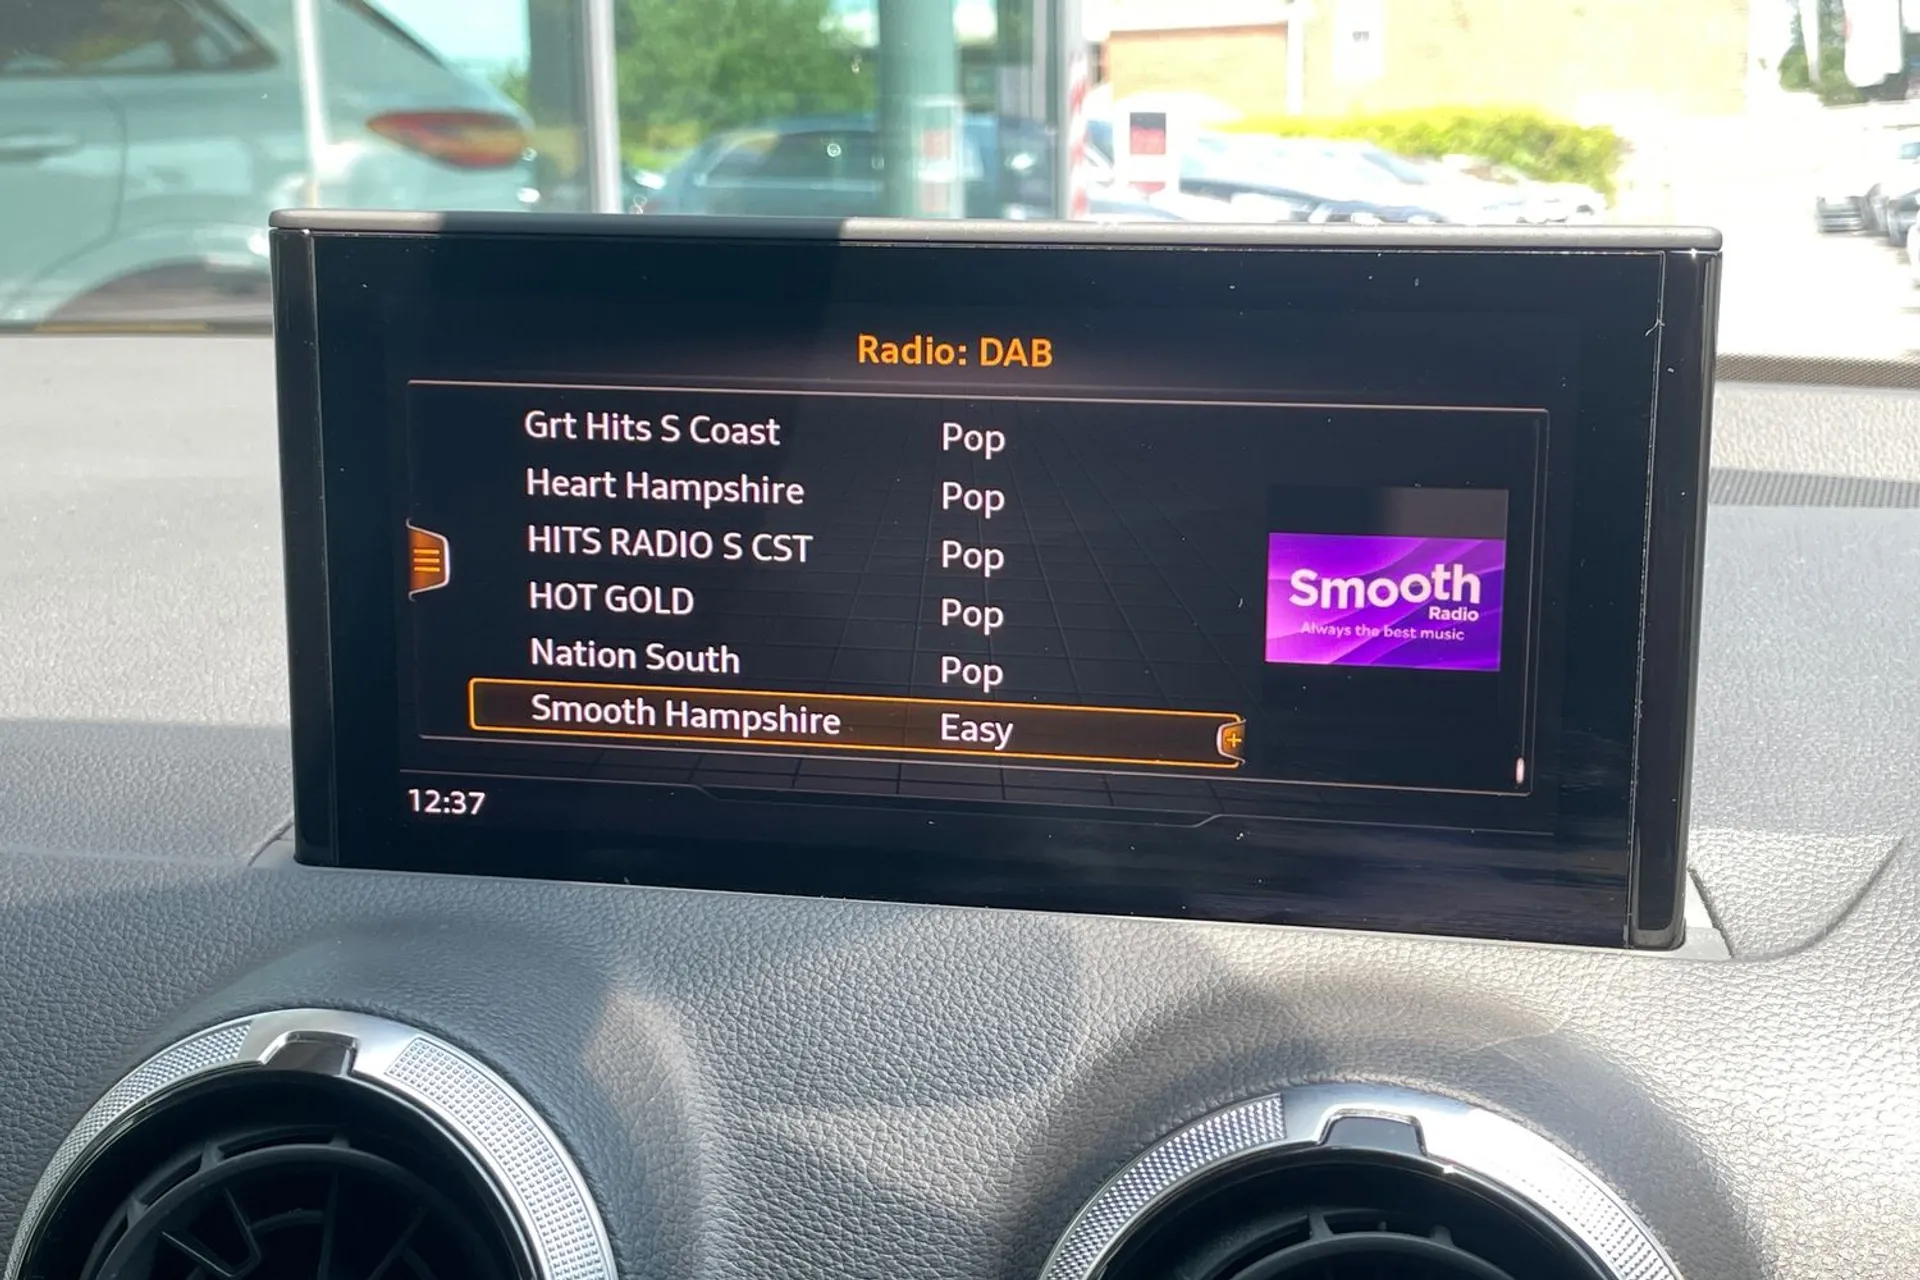 Radio: DAB
Grt Hits S Coast Pop
Heart Hampshire Pop
HITS RADIO S CST Pop
HOT GOLD Pop
Nation South Pop
Smooth Hampshire Easy
Smooth
Radio
Always the best music
12:37